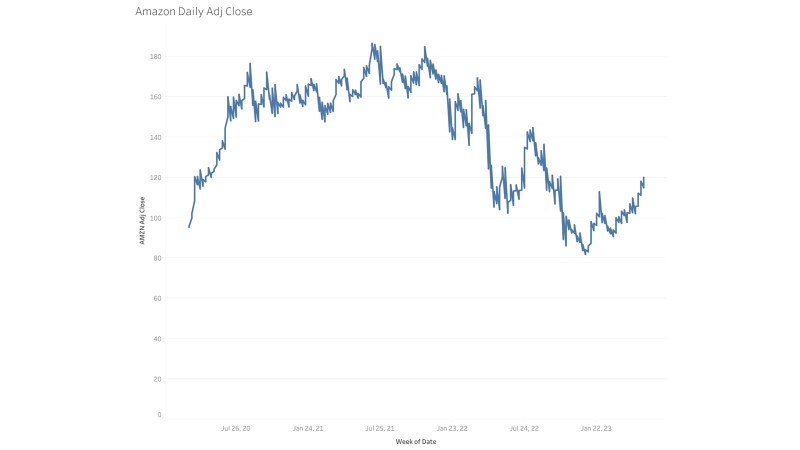 Amazon Daily Adj Close
180
160
140
120
100
80
60
40
20
0
AMZN Adj Close
Jul 26, 20 Jan 24, 21 Jul 25, 21 Jan 23, 22 Jul 24, 22 Jan 22, 23
Week of Date